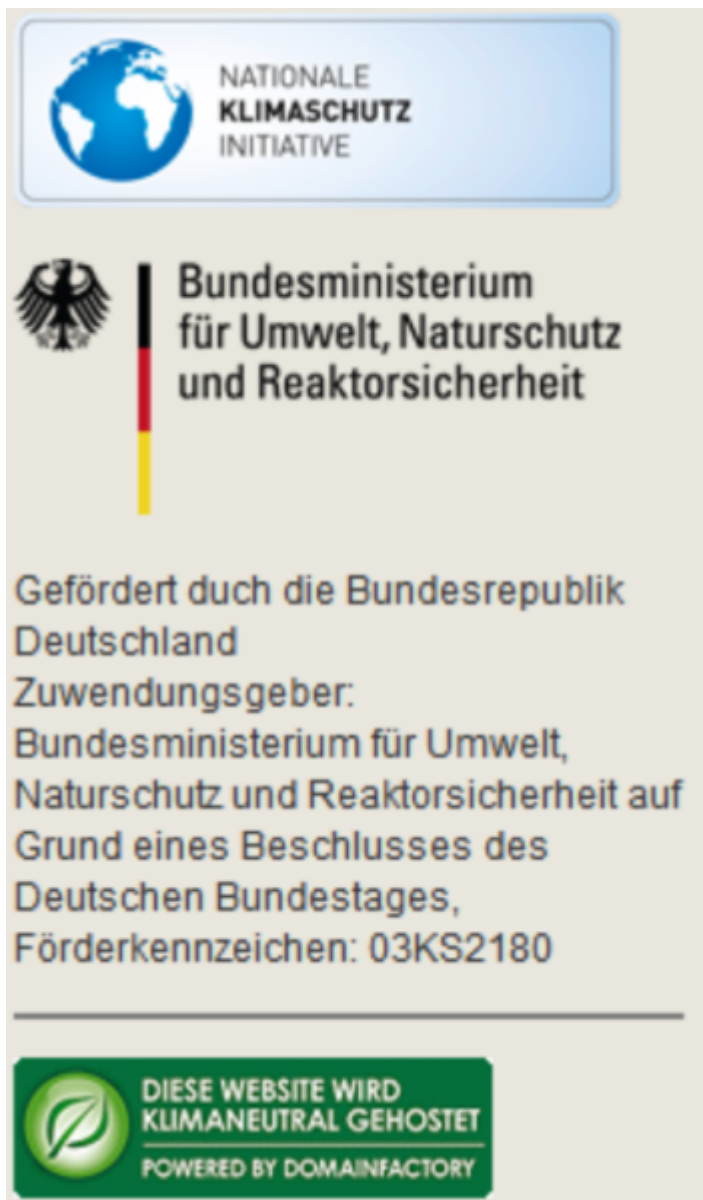 NATIONALE
KLIMASCHUTZ
INITIATIVE
Bundesministerium
für Umwelt, Naturschutz
und Reaktorsicherheit
Gefördert duch die Bundesrepublik
Deutschland
Zuwendungsgeber:
Bundesministerium für Umwelt,
Naturschutz und Reaktorsicherheit auf
Grund eines Beschlusses des
Deutschen Bundestages,
Förderkennzeichen: 03KS2180
DIESE WEBSITE WIRD
KLIMANEUTRAL GEHOSTET
POWERED BY DOMAINFACTORY